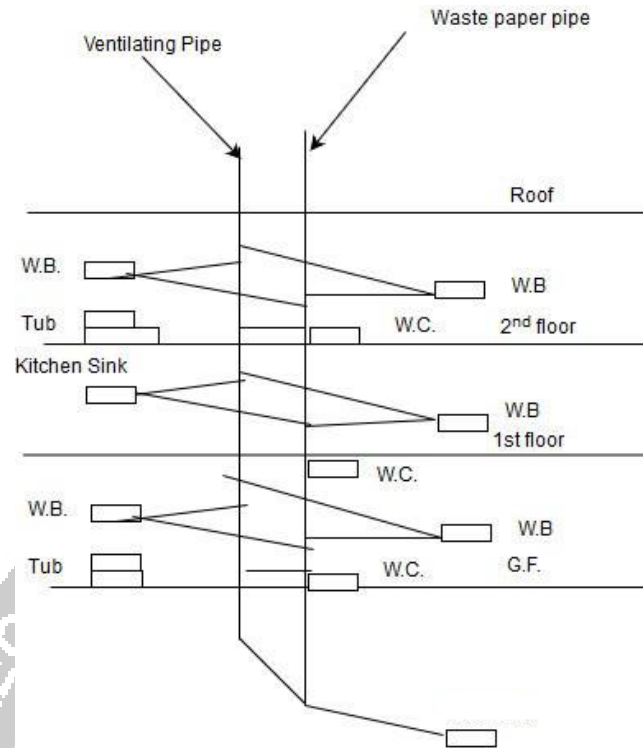 Waste paper pipe
Ventilating Pipe
Roof
W.B.
W.B
Tub
W.C.
2nd floor
Kitchen Sink
W.B
1st floor
W.C.
W.B.
W.B
Tub
W.C.
G.F.